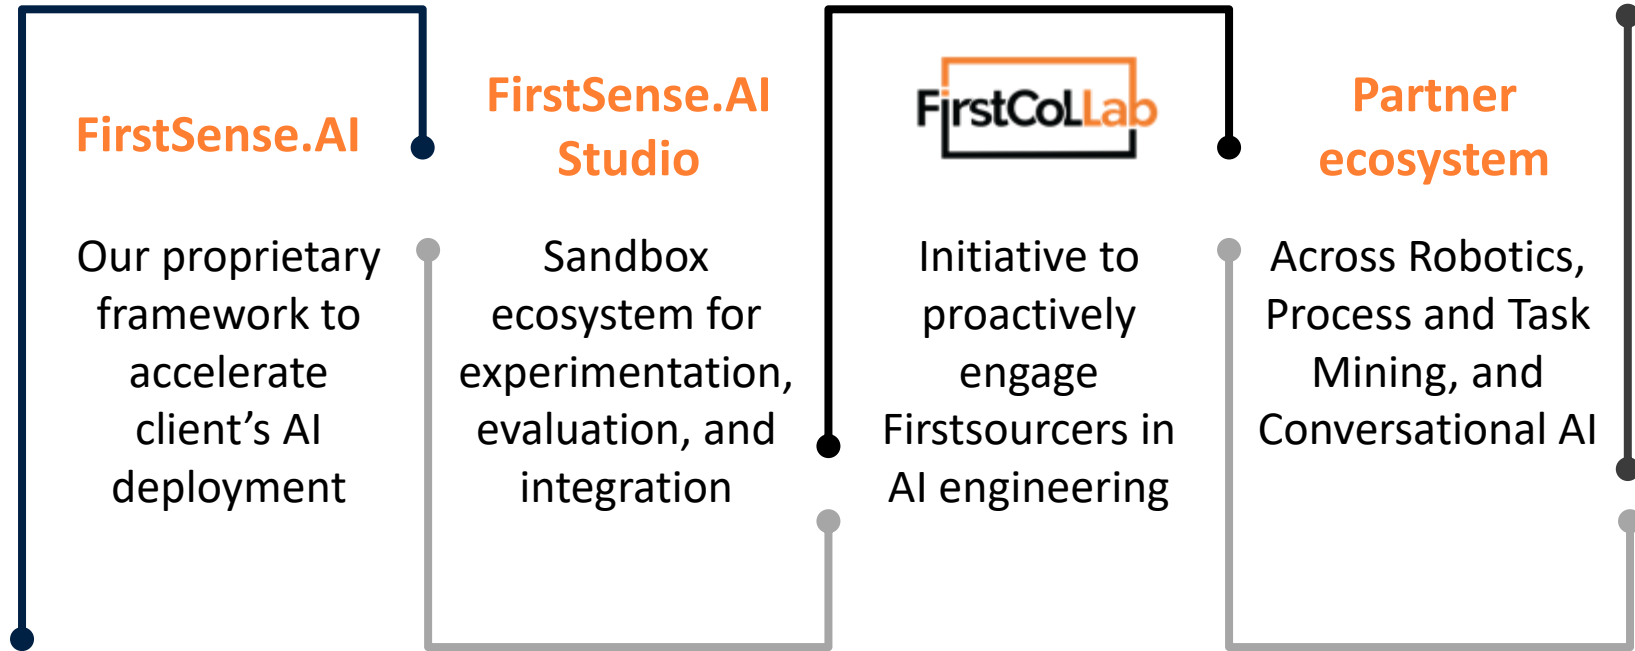 FirstSense.AI
Our proprietary
framework to
accelerate
client’s AI
deployment
FirstSense.AI
Studio
Sandbox
ecosystem for
experimentation,
evaluation, and
integration
FirstCoLLab
Initiative to
proactively
engage
Firstsourcers in
AI engineering
Partner
ecosystem
Across Robotics,
Process and Task
Mining, and
Conversational AI